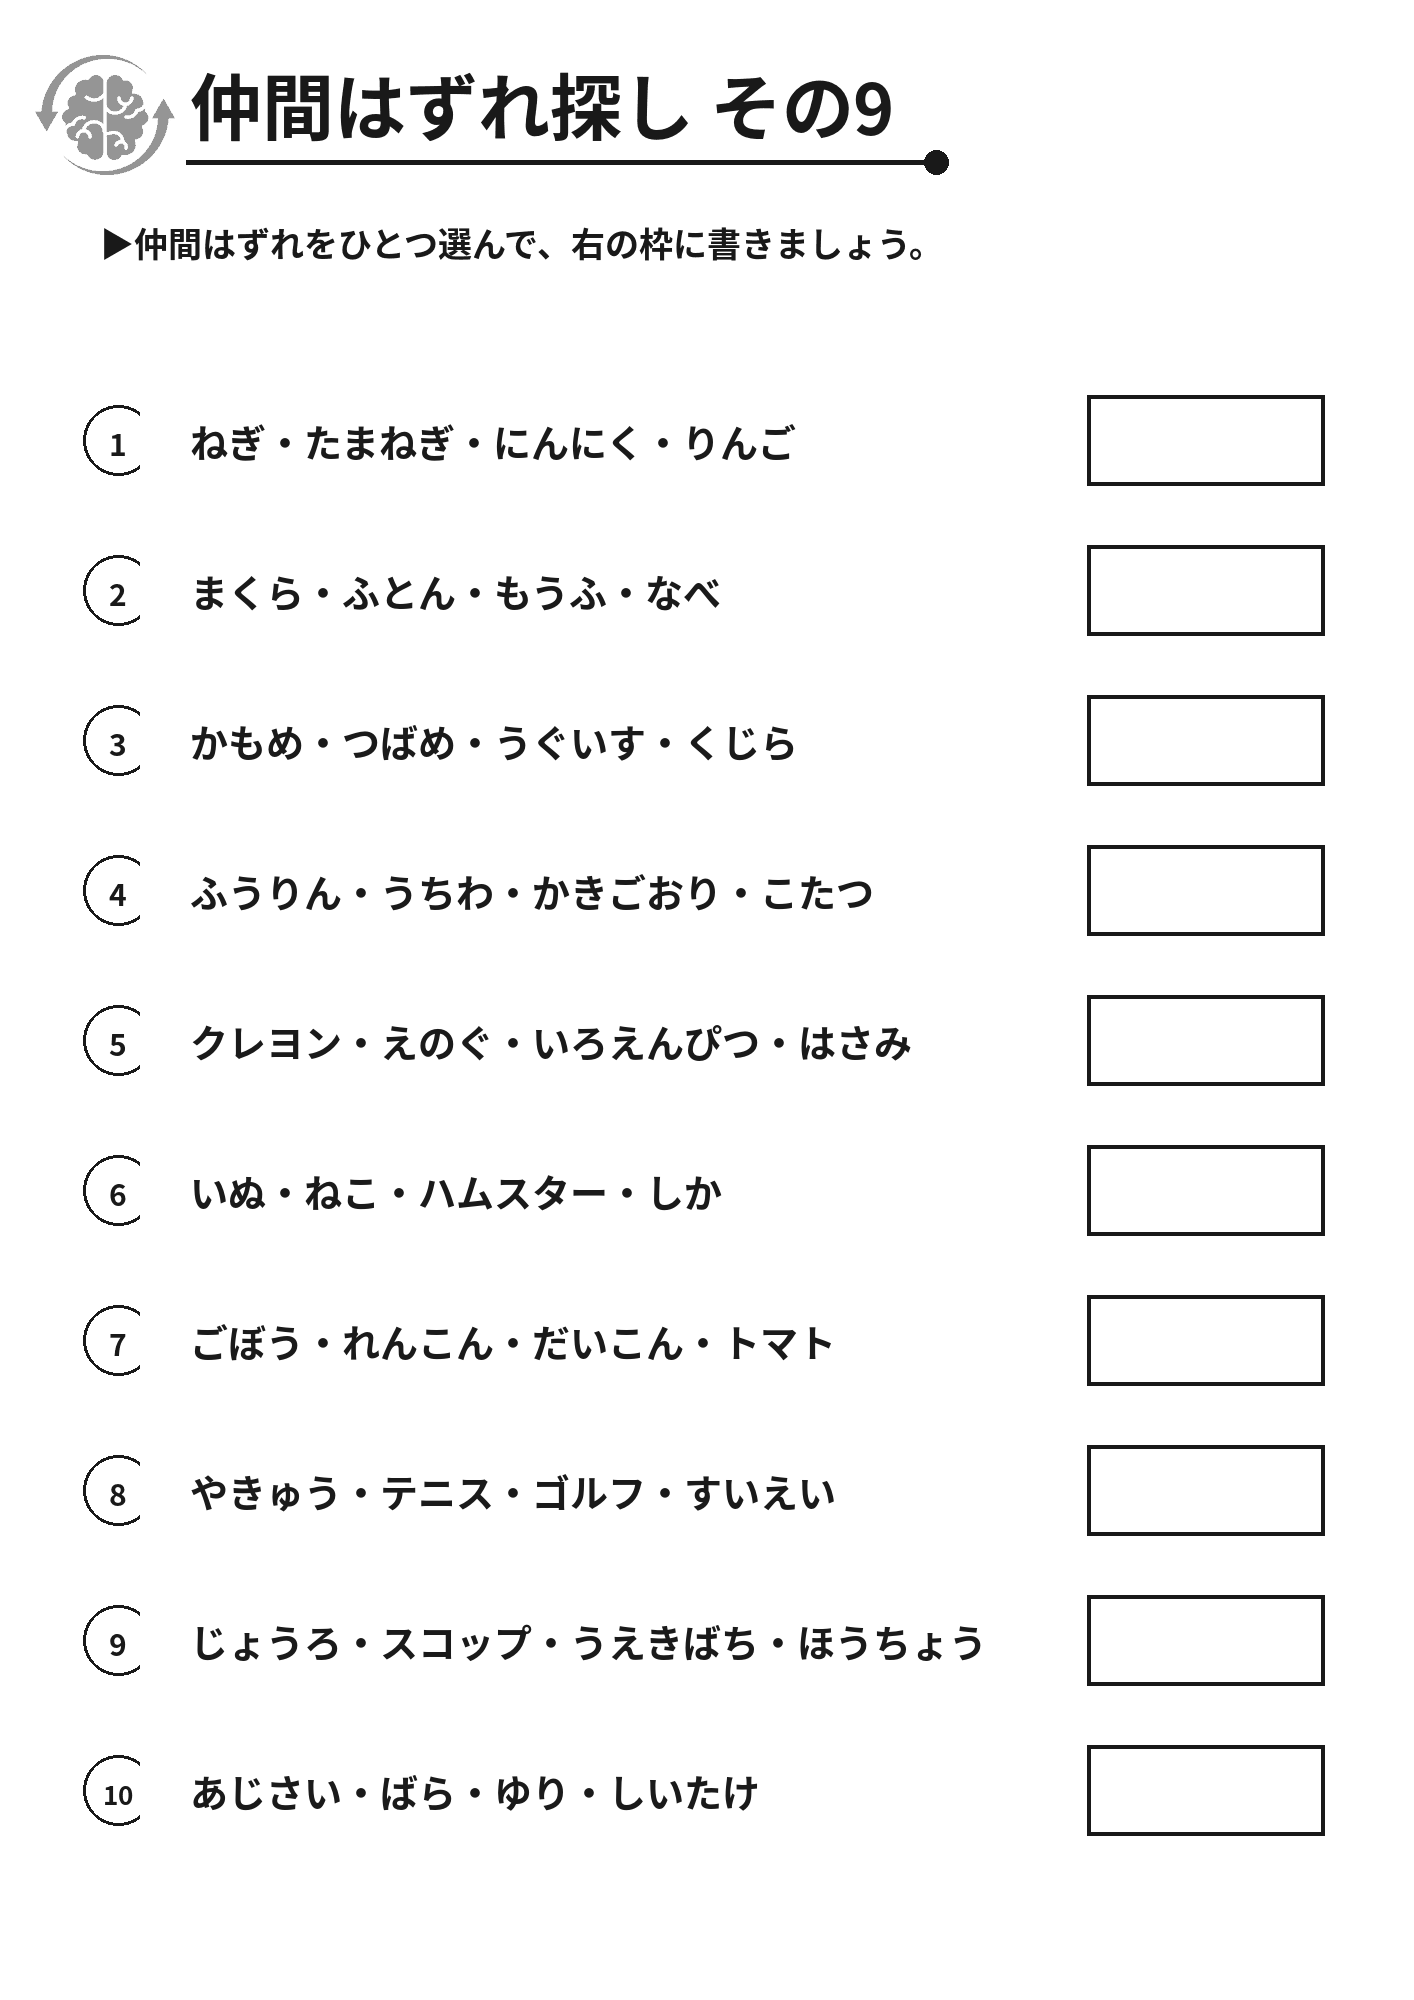 仲間はずれ探し その9
▶仲間はずれをひとつ選んで、右の枠に書きましょう。
1 ねぎ・たまねぎ・にんにく・りんご
2 まくら・ふとん・もうふ・なべ
3 かもめ・つばめ・うぐいす・くじら
4 ふうりん・うちわ・かきごおり・こたつ
5 クレヨン・えのぐ・いろえんぴつ・はさみ
6 いぬ・ねこ・ハムスター・しか
7 ごぼう・れんこん・だいこん・トマト
8 やきゅう・テニス・ゴルフ・すいえい
9 じょうろ・スコップ・うえきばち・ほうちょう
10 あじさい・ばら・ゆり・しいたけ